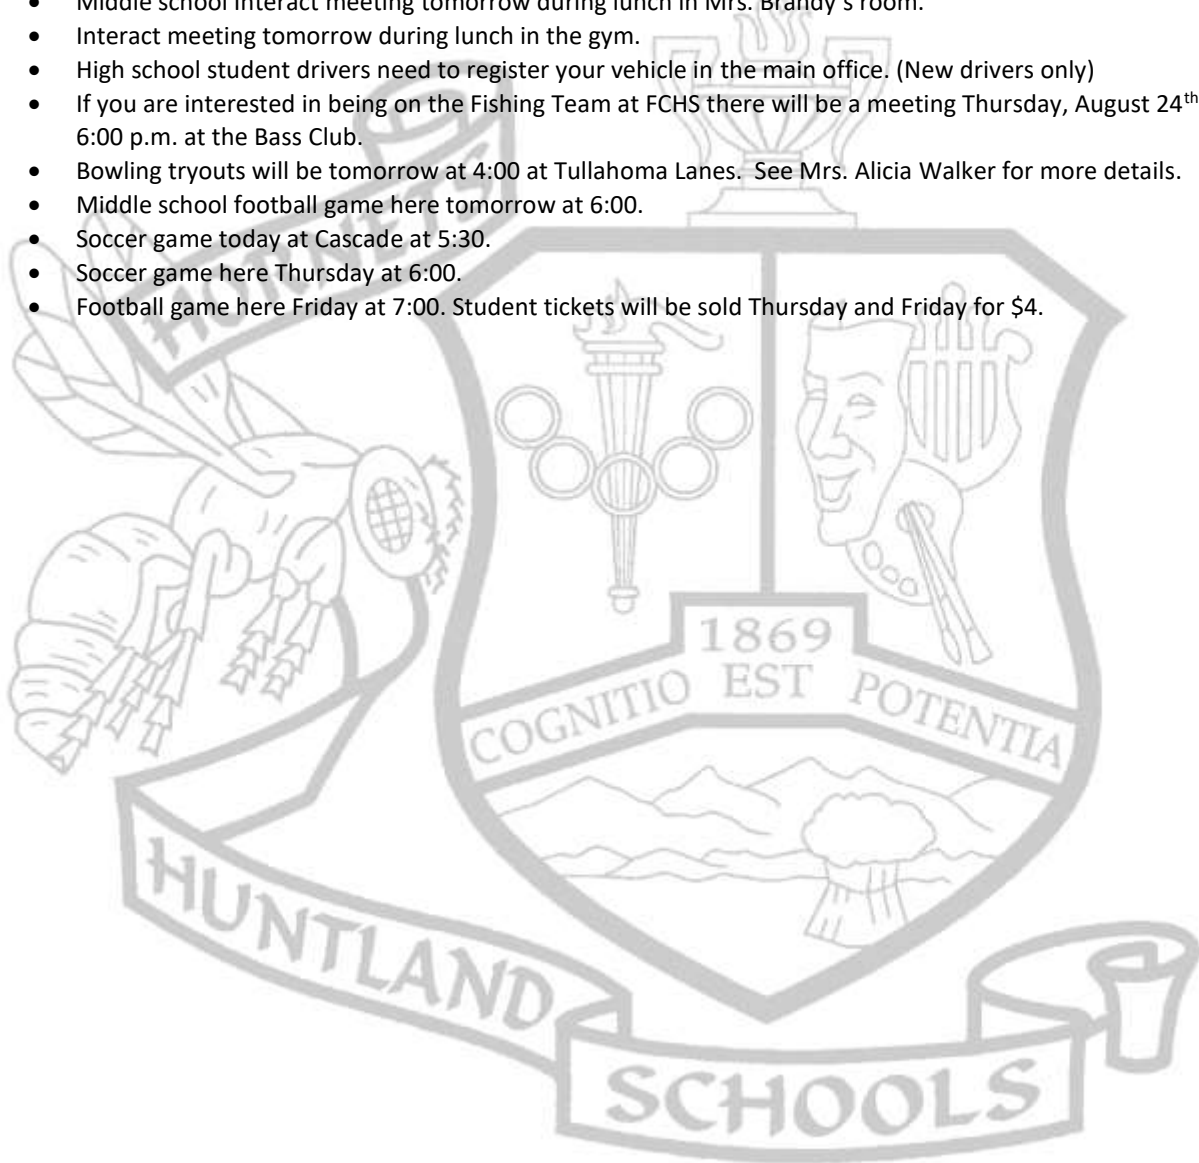 • Middle school interact meeting tomorrow during lunch in Mrs. Brandy's room.
• Interact meeting tomorrow during lunch in the gym.
• High school student drivers need to register your vehicle in the main office. (New drivers only)
• If you are interested in being on the Fishing Team at FCHS there will be a meeting Thursday, August 24th
6:00 p.m. at the Bass Club.
• Bowling tryouts will be tomorrow at 4:00 at Tullahoma Lanes. See Mrs. Alicia Walker for more details.
• Middle school football game here tomorrow at 6:00.
• Soccer game today at Cascade at 5:30.
• Soccer game here Thursday at 6:00.
• Football game here Friday at 7:00. Student tickets will be sold Thursday and Friday for $4.
HORNETS
1869
COGNITIO EST POTENTIA
HUNTLAND
SCHOOLS